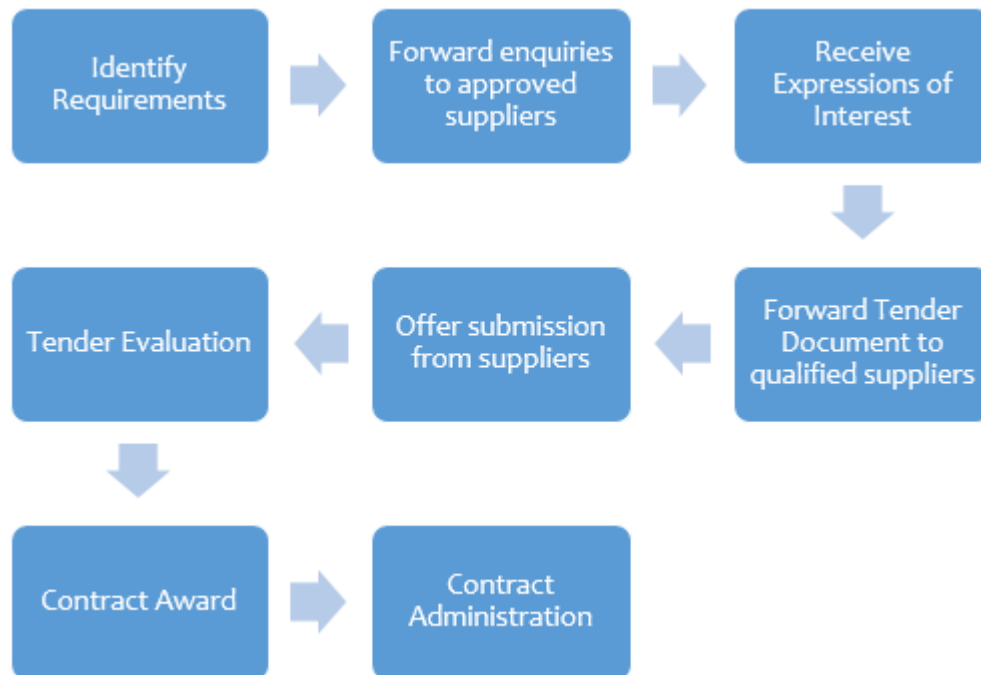 Identify
Requirements
Forward enquiries
to approved
suppliers
Receive
Expressions of
Interest
Forward Tender
Document to
qualified suppliers
Offer submission
from suppliers
Tender Evaluation
Contract Award
Contract
Administration